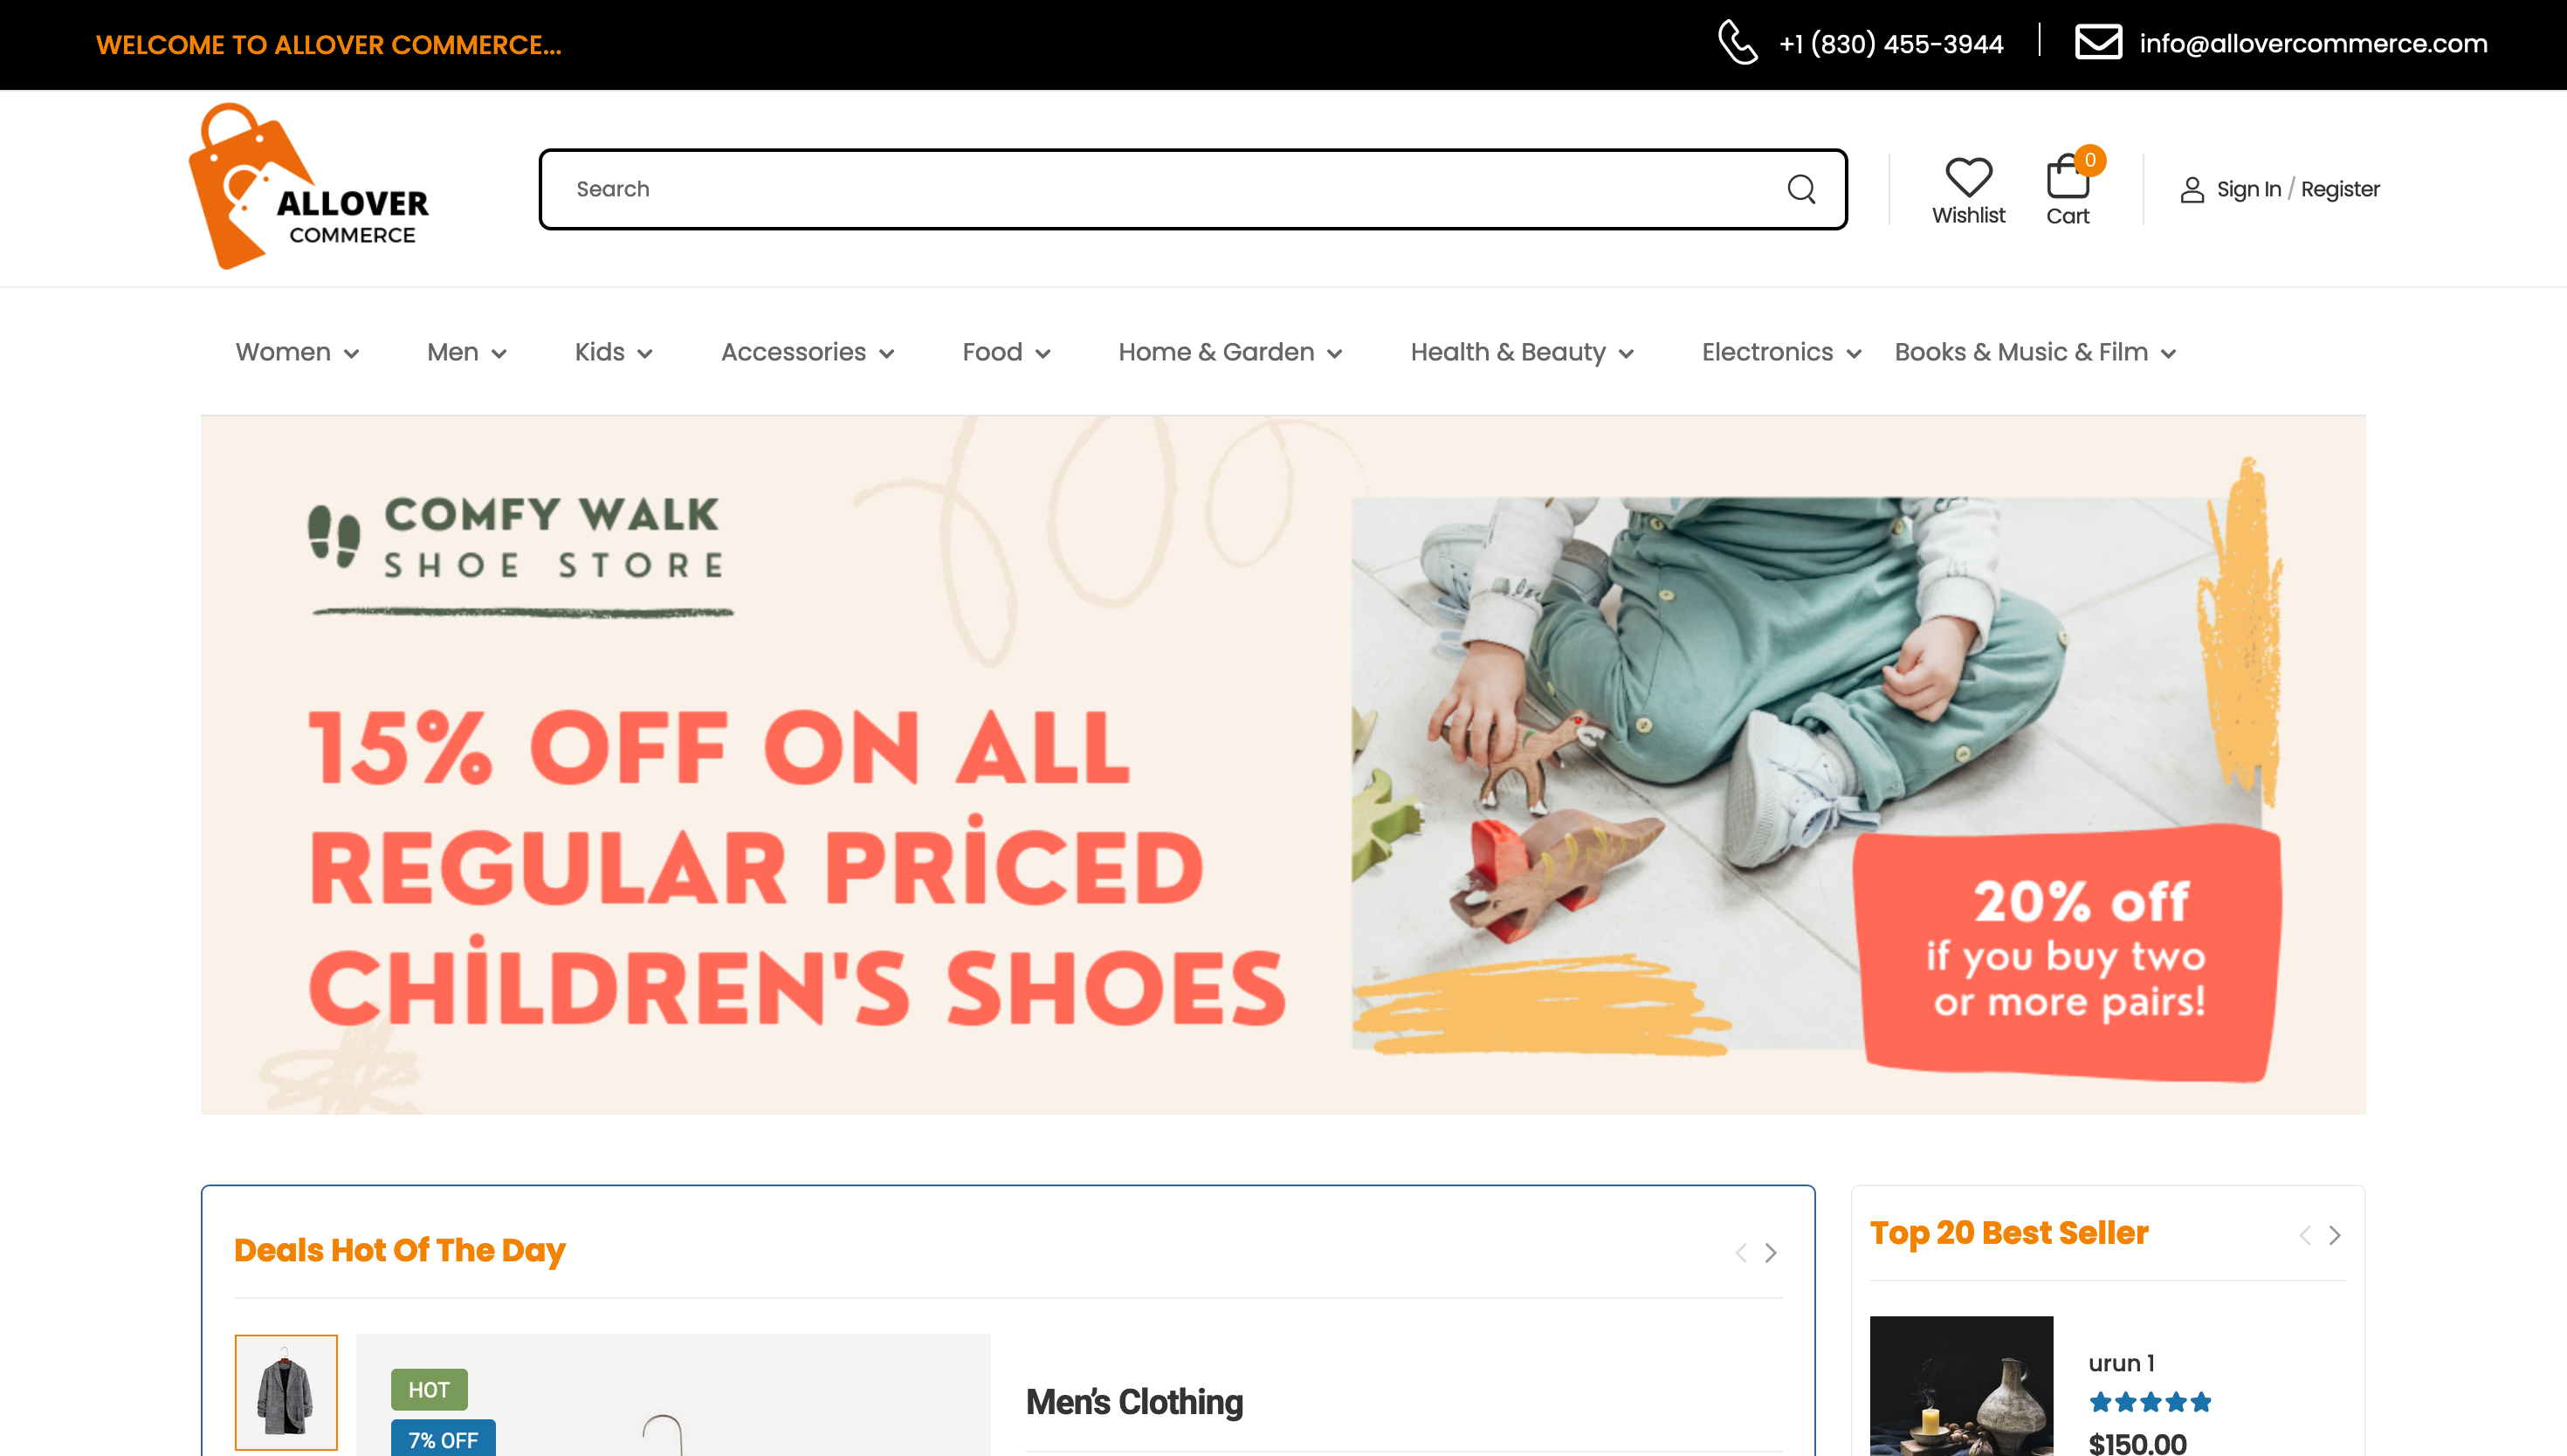 WELCOME TO ALLOVER COMMERCE...
+1 (830) 455-3944
info@allovercommerce.com
ALLOVER
COMMERCE
Search
Wishlist
0
Cart
Sign In / Register
Women
Men
Kids
Accessories
Food
Home & Garden
Health & Beauty
Electronics
Books & Music & Film
COMFY WALK
SHOE STORE
15% OFF ON ALL
REGULAR PRİCED
CHİLDREN'S SHOES
20% off
if you buy two
or more pairs!
Deals Hot Of The Day
HOT
7% OFF
Men’s Clothing
Top 20 Best Seller
urun 1
$150.00